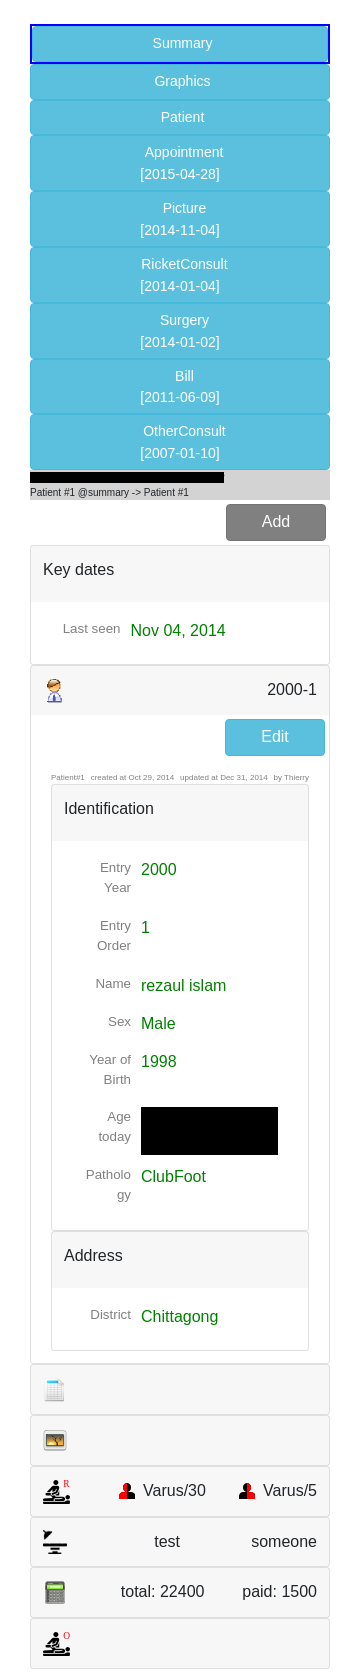 Summary
Graphics
Patient
Appointment
[2015-04-28]
Picture
[2014-11-04]
RicketConsult
[2014-01-04]
Surgery
[2014-01-02]
Bill
[2011-06-09]
OtherConsult
[2007-01-10]
Patient #1 @summary -> Patient #1
Add
Key dates
Last seen Nov 04, 2014
2000-1
Edit
Patient#1 created at Oct 29, 2014 updated at Dec 31, 2014 by Thierry
Identification
Entry 2000
Year
Entry 1
Order
Name rezaul islam
Sex Male
Year of 1998
Birth
Age
today
Patholo ClubFoot
gy
Address
District Chittagong
R Varus/30 Varus/5
test someone
total: 22400 paid: 1500
O